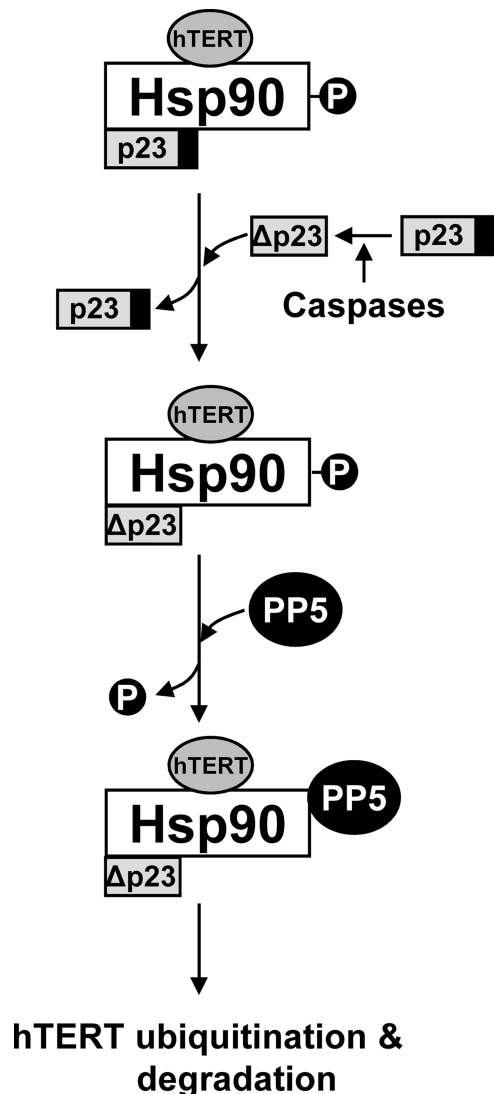 hTERT
Hsp90
P
p23
Δp23
p23
p23
Caspases
hTERT
Hsp90
P
Δp23
PP5
P
hTERT
PP5
Hsp90
Δp23
hTERT ubiquitination &
degradation